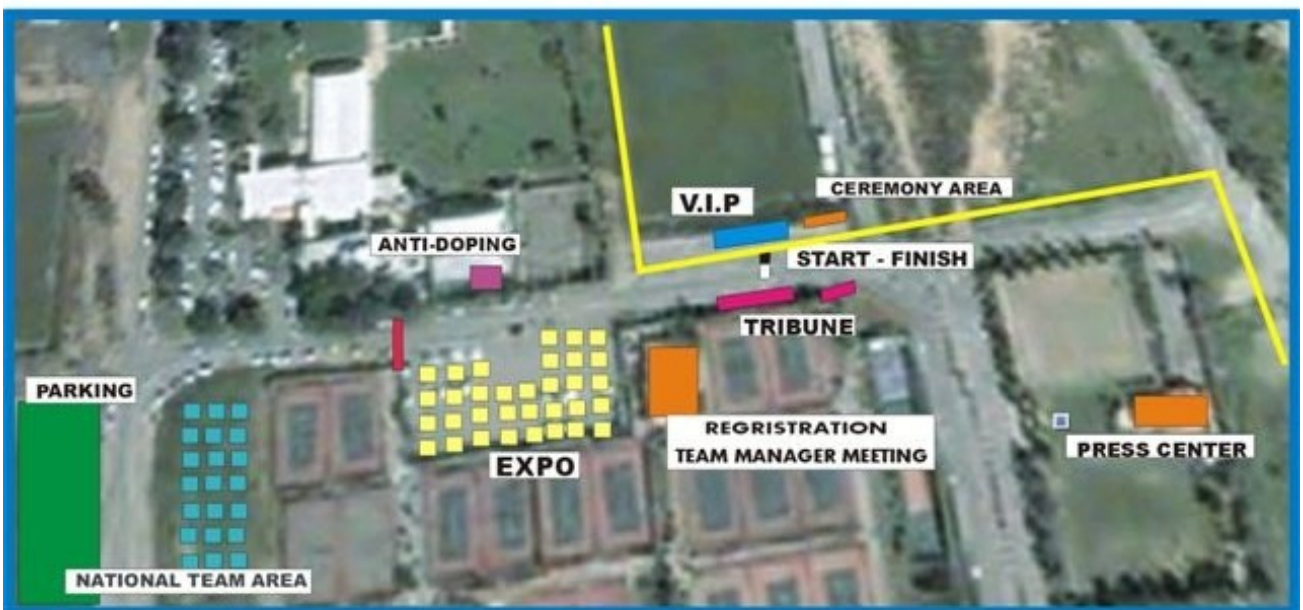 V.I.P
CEREMONY AREA
ANTI-DOPING
START - FINISH
TRIBUNE
PARKING
REGRISTRATION
TEAM MANAGER MEETING
EXPO
PRESS CENTER
NATIONAL TEAM AREA